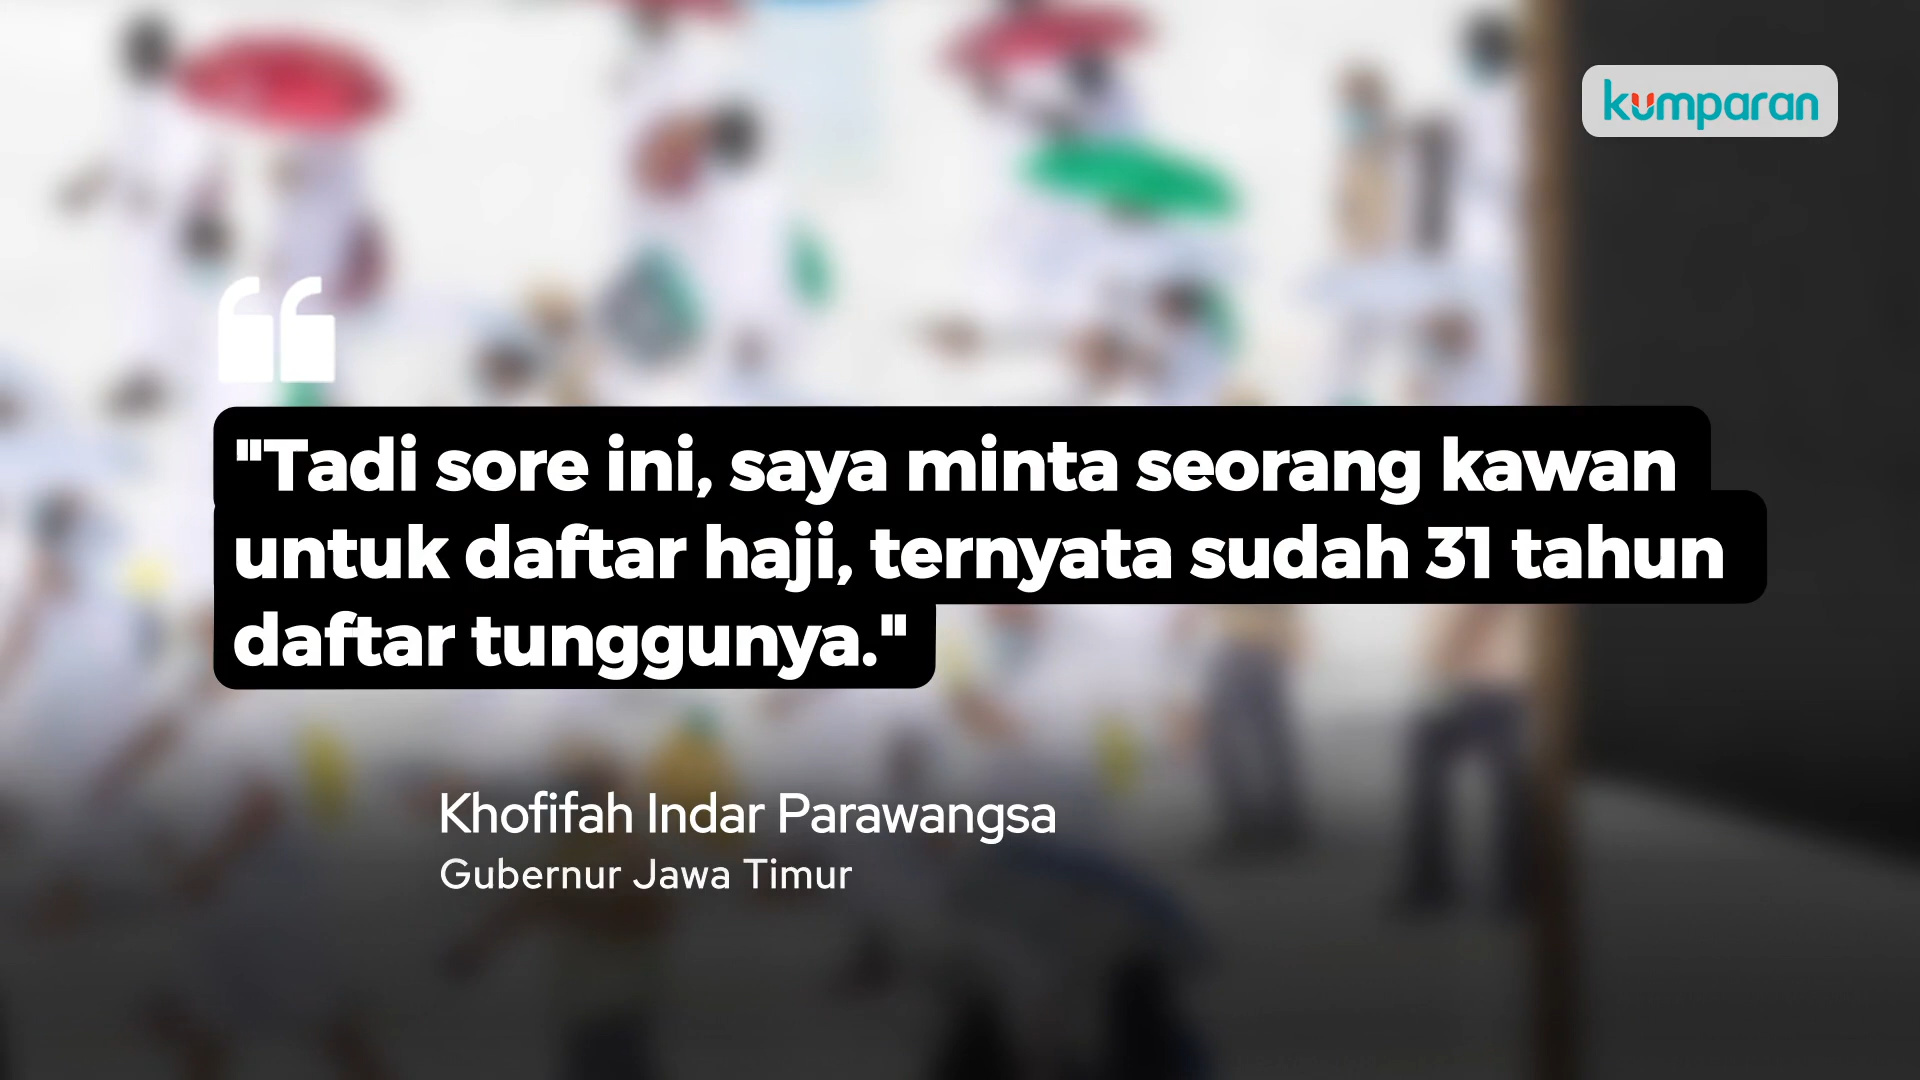 kumparan
"Tadi sore ini, saya minta seorang kawan
untuk daftar haji, ternyata sudah 31 tahun
daftar tunggunya."
Khofifah Indar Parawangsa
Gubernur Jawa Timur